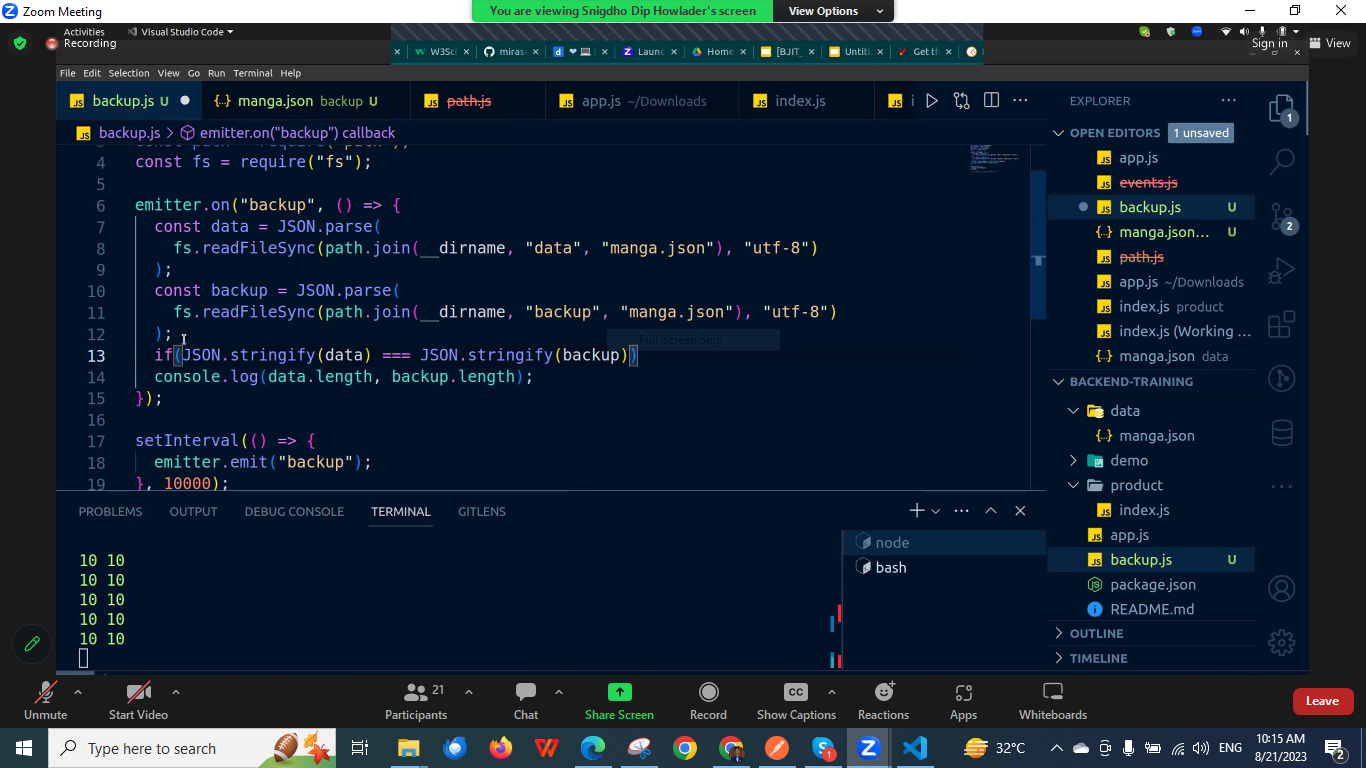 Zoom Meeting
You are viewing Snigdho Dip Howlader's screen
View Options
Recording
Activities
Visual Studio Code
W3Scl
miraso
Launc
Home
[BJIT_
Untitl
Get th
Sign in
View
File Edit Selection View Go Run Terminal Help
backup.js U
manga.json backup U
path.js
app.js ~/Downloads
index.js
backup.js > emitter.on("backup") callback
4 const fs = require("fs");
5
6 emitter.on("backup", () => {
7 const data = JSON.parse(
8 fs.readFileSync(path.join(__dirname, "data", "manga.json"), "utf-8")
9 );
10 const backup = JSON.parse(
11 fs.readFileSync(path.join(__dirname, "backup", "manga.json"), "utf-8")
12 );
Full-screen Snip
13 if(JSON.stringify(data) === JSON.stringify(backup))
14 console.log(data.length, backup.length);
15 });
16
17 setInterval(() => {
18 emitter.emit("backup");
19 }, 10000);
EXPLORER
OPEN EDITORS 1 unsaved
app.js
events.js
backup.js U
manga.json... U
path.js
app.js ~/Downloads
index.js product
index.js (Working ...
manga.json data
BACKEND-TRAINING
data
manga.json
demo
product
index.js
app.js
backup.js U
package.json
README.md
OUTLINE
TIMELINE
1
2
PROBLEMS OUTPUT DEBUG CONSOLE TERMINAL GITLENS
10 10
10 10
10 10
10 10
10 10
node
bash
Unmute
Start Video
Participants 21
Chat
Share Screen
Record
CC
Show Captions
Reactions
Apps
Whiteboards
Leave
Type here to search
32°C
ENG
10:15 AM
8/21/2023
2